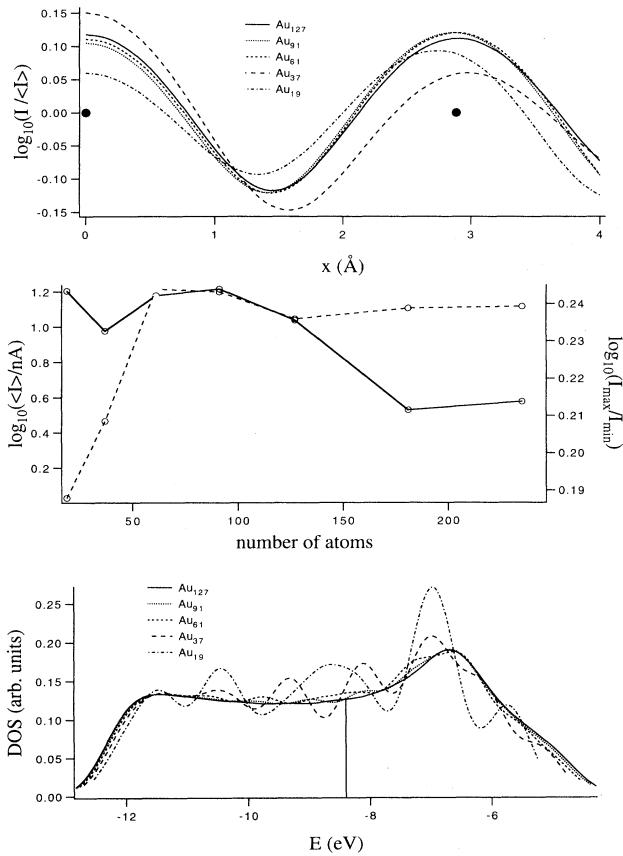 log10(I /<I>)
0.15
0.10
0.05
0.00
-0.05
-0.10
-0.15
Au127
Au91
Au61
Au37
Au19
0 1 2 3 4
x (Å)
log10(<I>/nA)
1.2
1.0
0.8
0.6
0.4
0.2
0.24
0.23
0.22
0.21
0.20
0.19
log10(Imax/Imin)
50 100 150 200
number of atoms
DOS (arb. units)
0.25
0.20
0.15
0.10
0.05
0.00
Au127
Au91
Au61
Au37
Au19
-12 -10 -8 -6
E (eV)